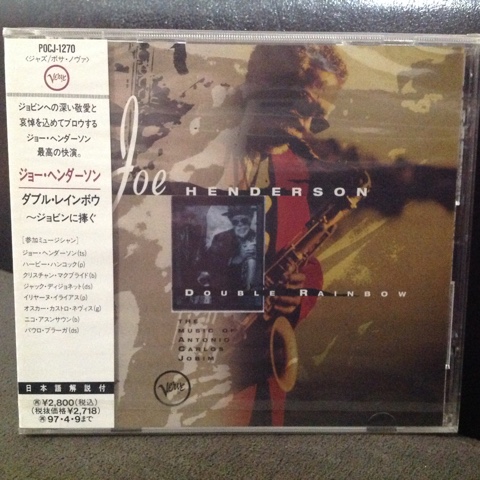 POCJ-1270
〈ジャズ/ボサ・ノヴァ〉
Verve
ジョビンへの深い敬愛と
哀悼を込めてブロウする
ジョー・ヘンダーソン
最高の快演。
ジョー・ヘンダーソン
ダブル・レインボウ
〜ジョビンに捧ぐ
[参加ミュージシャン]
ジョー・ヘンダーソン(ts)
ハービー・ハンコック(p)
クリスチャン・マクブライド(b)
ジャック・ディジョネット(ds)
イリヤーヌ・イライアス(p)
オスカー・カストロ・ネヴィス(g)
ニコ・アスンサウン(b)
パウロ・ブラーガ(ds)
日本語解説付
¥2,800(税込)
(税抜価格¥2,718)
97・4・9まで
Joe
HENDERSON
DOUBLE RAINBOW
THE
MUSIC OF
ANTONIO
CARLOS
JOBIM
Verve